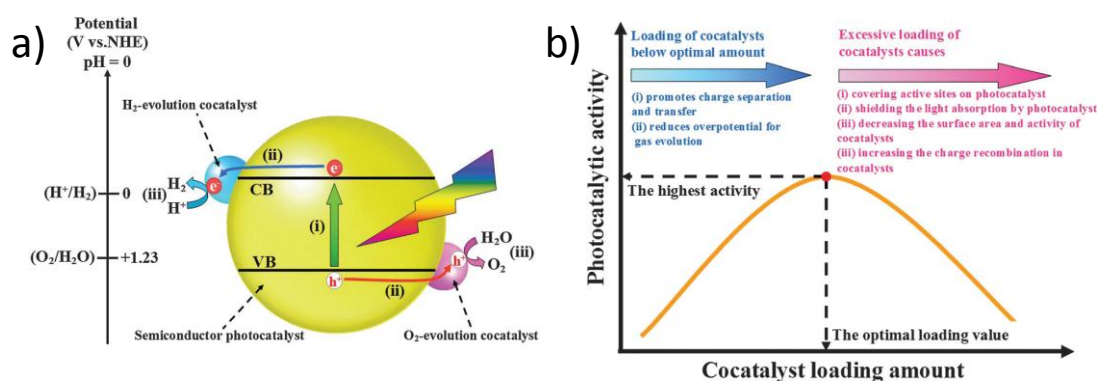 a)
Potential
(V vs.NHE)
pH = 0
H₂-evolution cocatalyst
(ii)
e⁻
e⁻
(H⁺/H₂)
0
(iii)
H₂
H⁺
CB
(i)
(O₂/H₂O)
+1.23
VB
h⁺
(ii)
h⁺
H₂O
(iii)
O₂
Semiconductor photocatalyst
O₂-evolution cocatalyst
b)
Photocatalytic activity
Loading of cocatalysts
below optimal amount
(i) promotes charge separation
and transfer
(ii) reduces overpotential for
gas evolution
Excessive loading of
cocatalysts causes
(i) covering active sites on photocatalyst
(ii) shielding the light absorption by photocatalyst
(iii) decreasing the surface area and activity of
cocatalysts
(iii) increasing the charge recombination in
cocatalysts
The highest activity
The optimal loading value
Cocatalyst loading amount